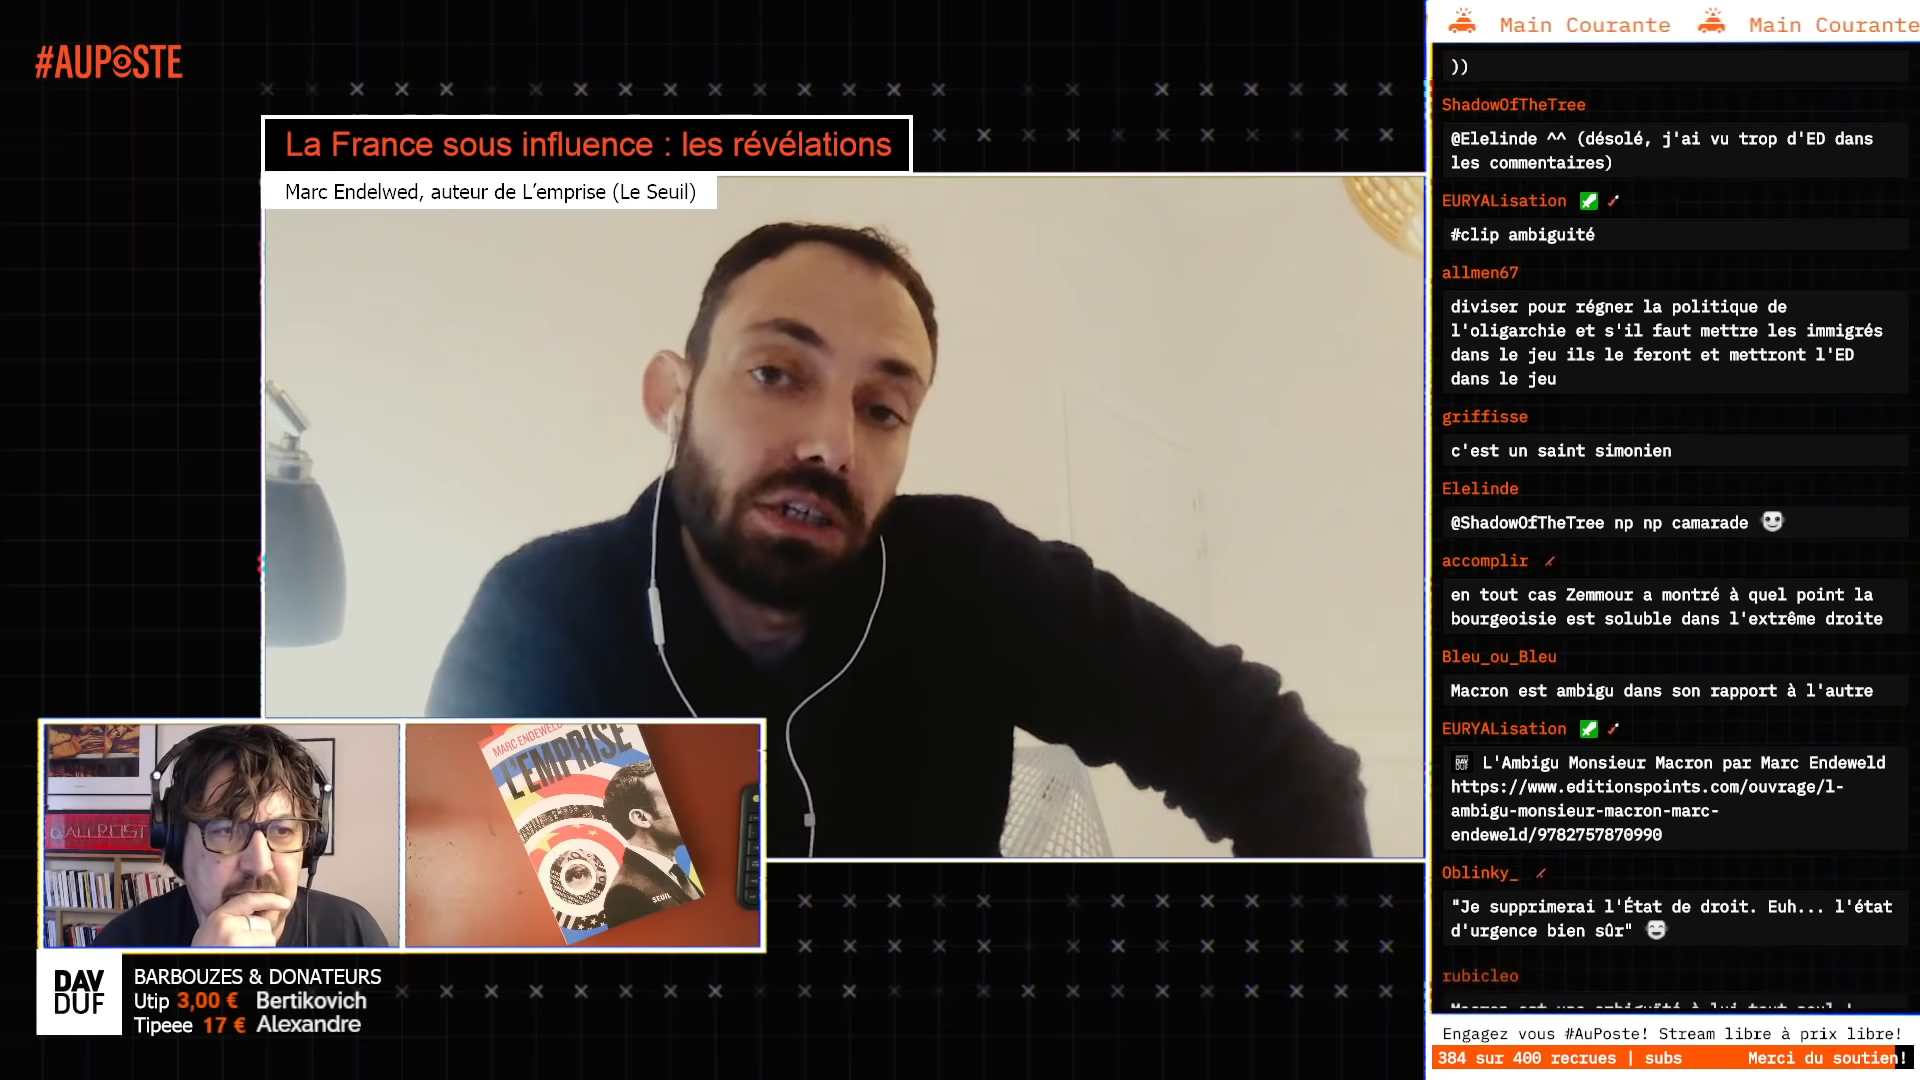 #AUPOSTE
La France sous influence : les révélations
Marc Endelwed, auteur de L'emprise (Le Seuil)
MARC ENDEWELD
L'EMPRISE
SEUIL
DAV
DUF
BARBOUZES & DONATEURS
Utip 3,00 € Bertikovich
Tipeee 17 € Alexandre
Main Courante Main Courante
))
ShadowOfTheTree
@Elelinde ^^ (désolé, j'ai vu trop d'ED dans
les commentaires)
EURYALisation
#clip ambiguité
allmen67
diviser pour régner la politique de
l'oligarchie et s'il faut mettre les immigrés
dans le jeu ils le feront et mettront l'ED
dans le jeu
griffisse
c'est un saint simonien
Elelinde
@ShadowOfTheTree np np camarade
accomplir
en tout cas Zemmour a montré à quel point la
bourgeoisie est soluble dans l'extrême droite
Bleu_ou_Bleu
Macron est ambigu dans son rapport à l'autre
EURYALisation
L'Ambigu Monsieur Macron par Marc Endeweld
https://www.editionspoints.com/ouvrage/l-
ambigu-monsieur-macron-marc-
endeweld/9782757870990
Oblinky_
"Je supprimerai l'État de droit. Euh... l'état
d'urgence bien sûr"
rubicleo
Macron est une ambiguïté à lui tout seul !
Engagez vous #AuPoste! Stream libre à prix libre!
384 sur 400 recrues | subs Merci du soutien!